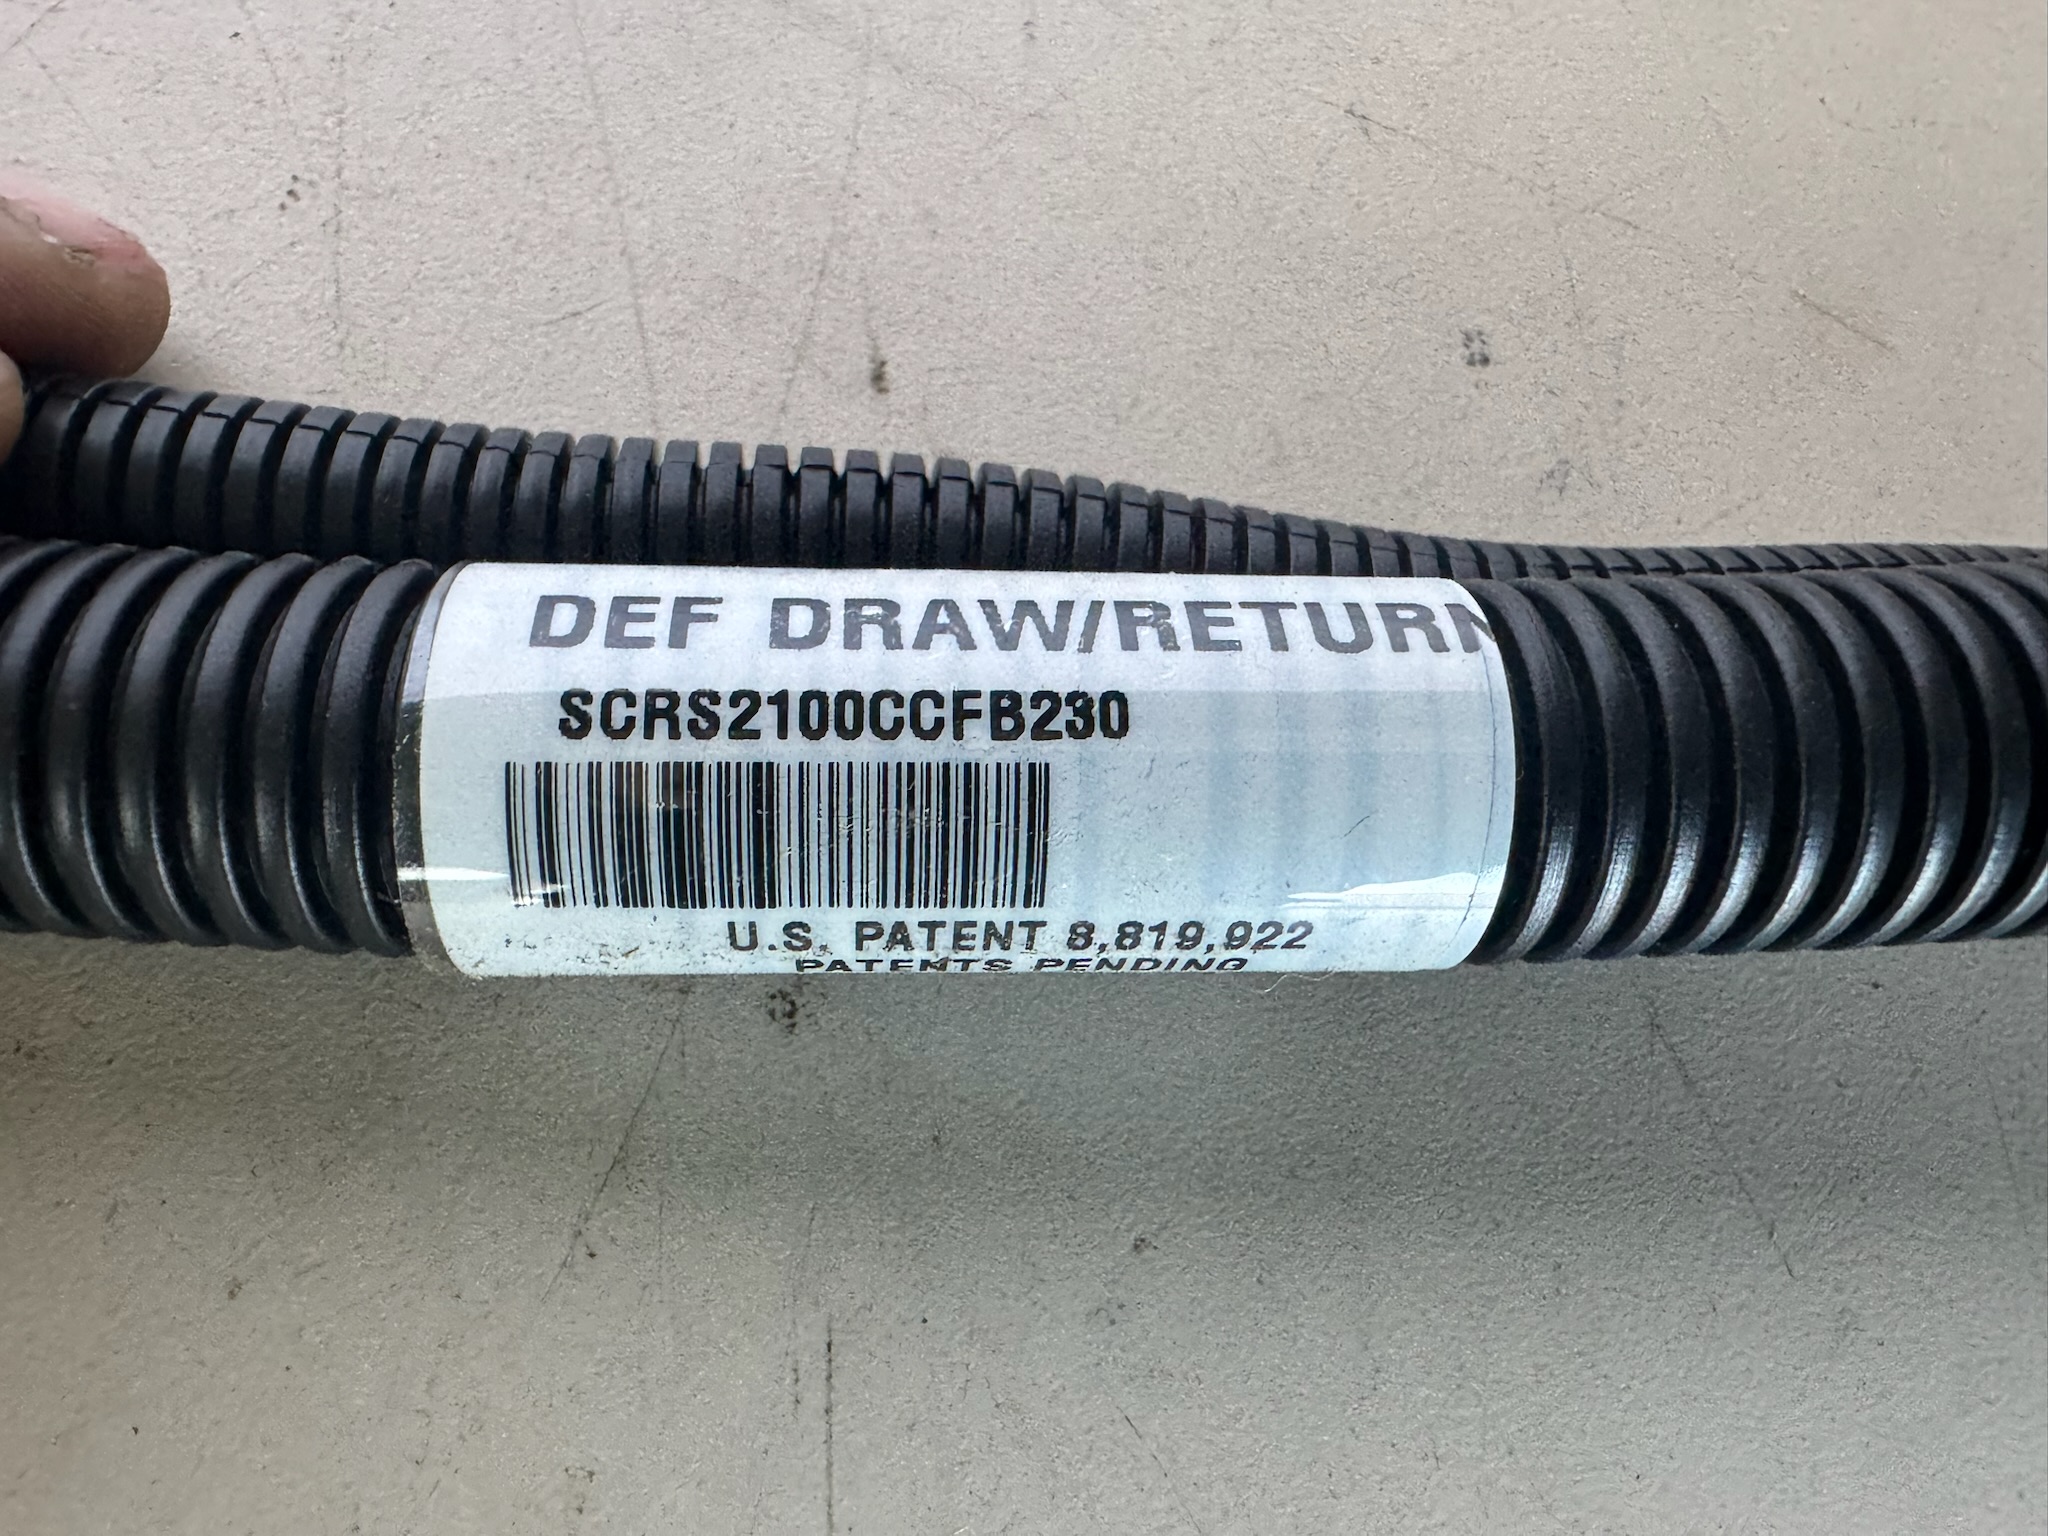 DEF DRAW/RETURN
SCRS2100CCFB230
U.S. PATENT 8,819,922
PATENTS PENDING